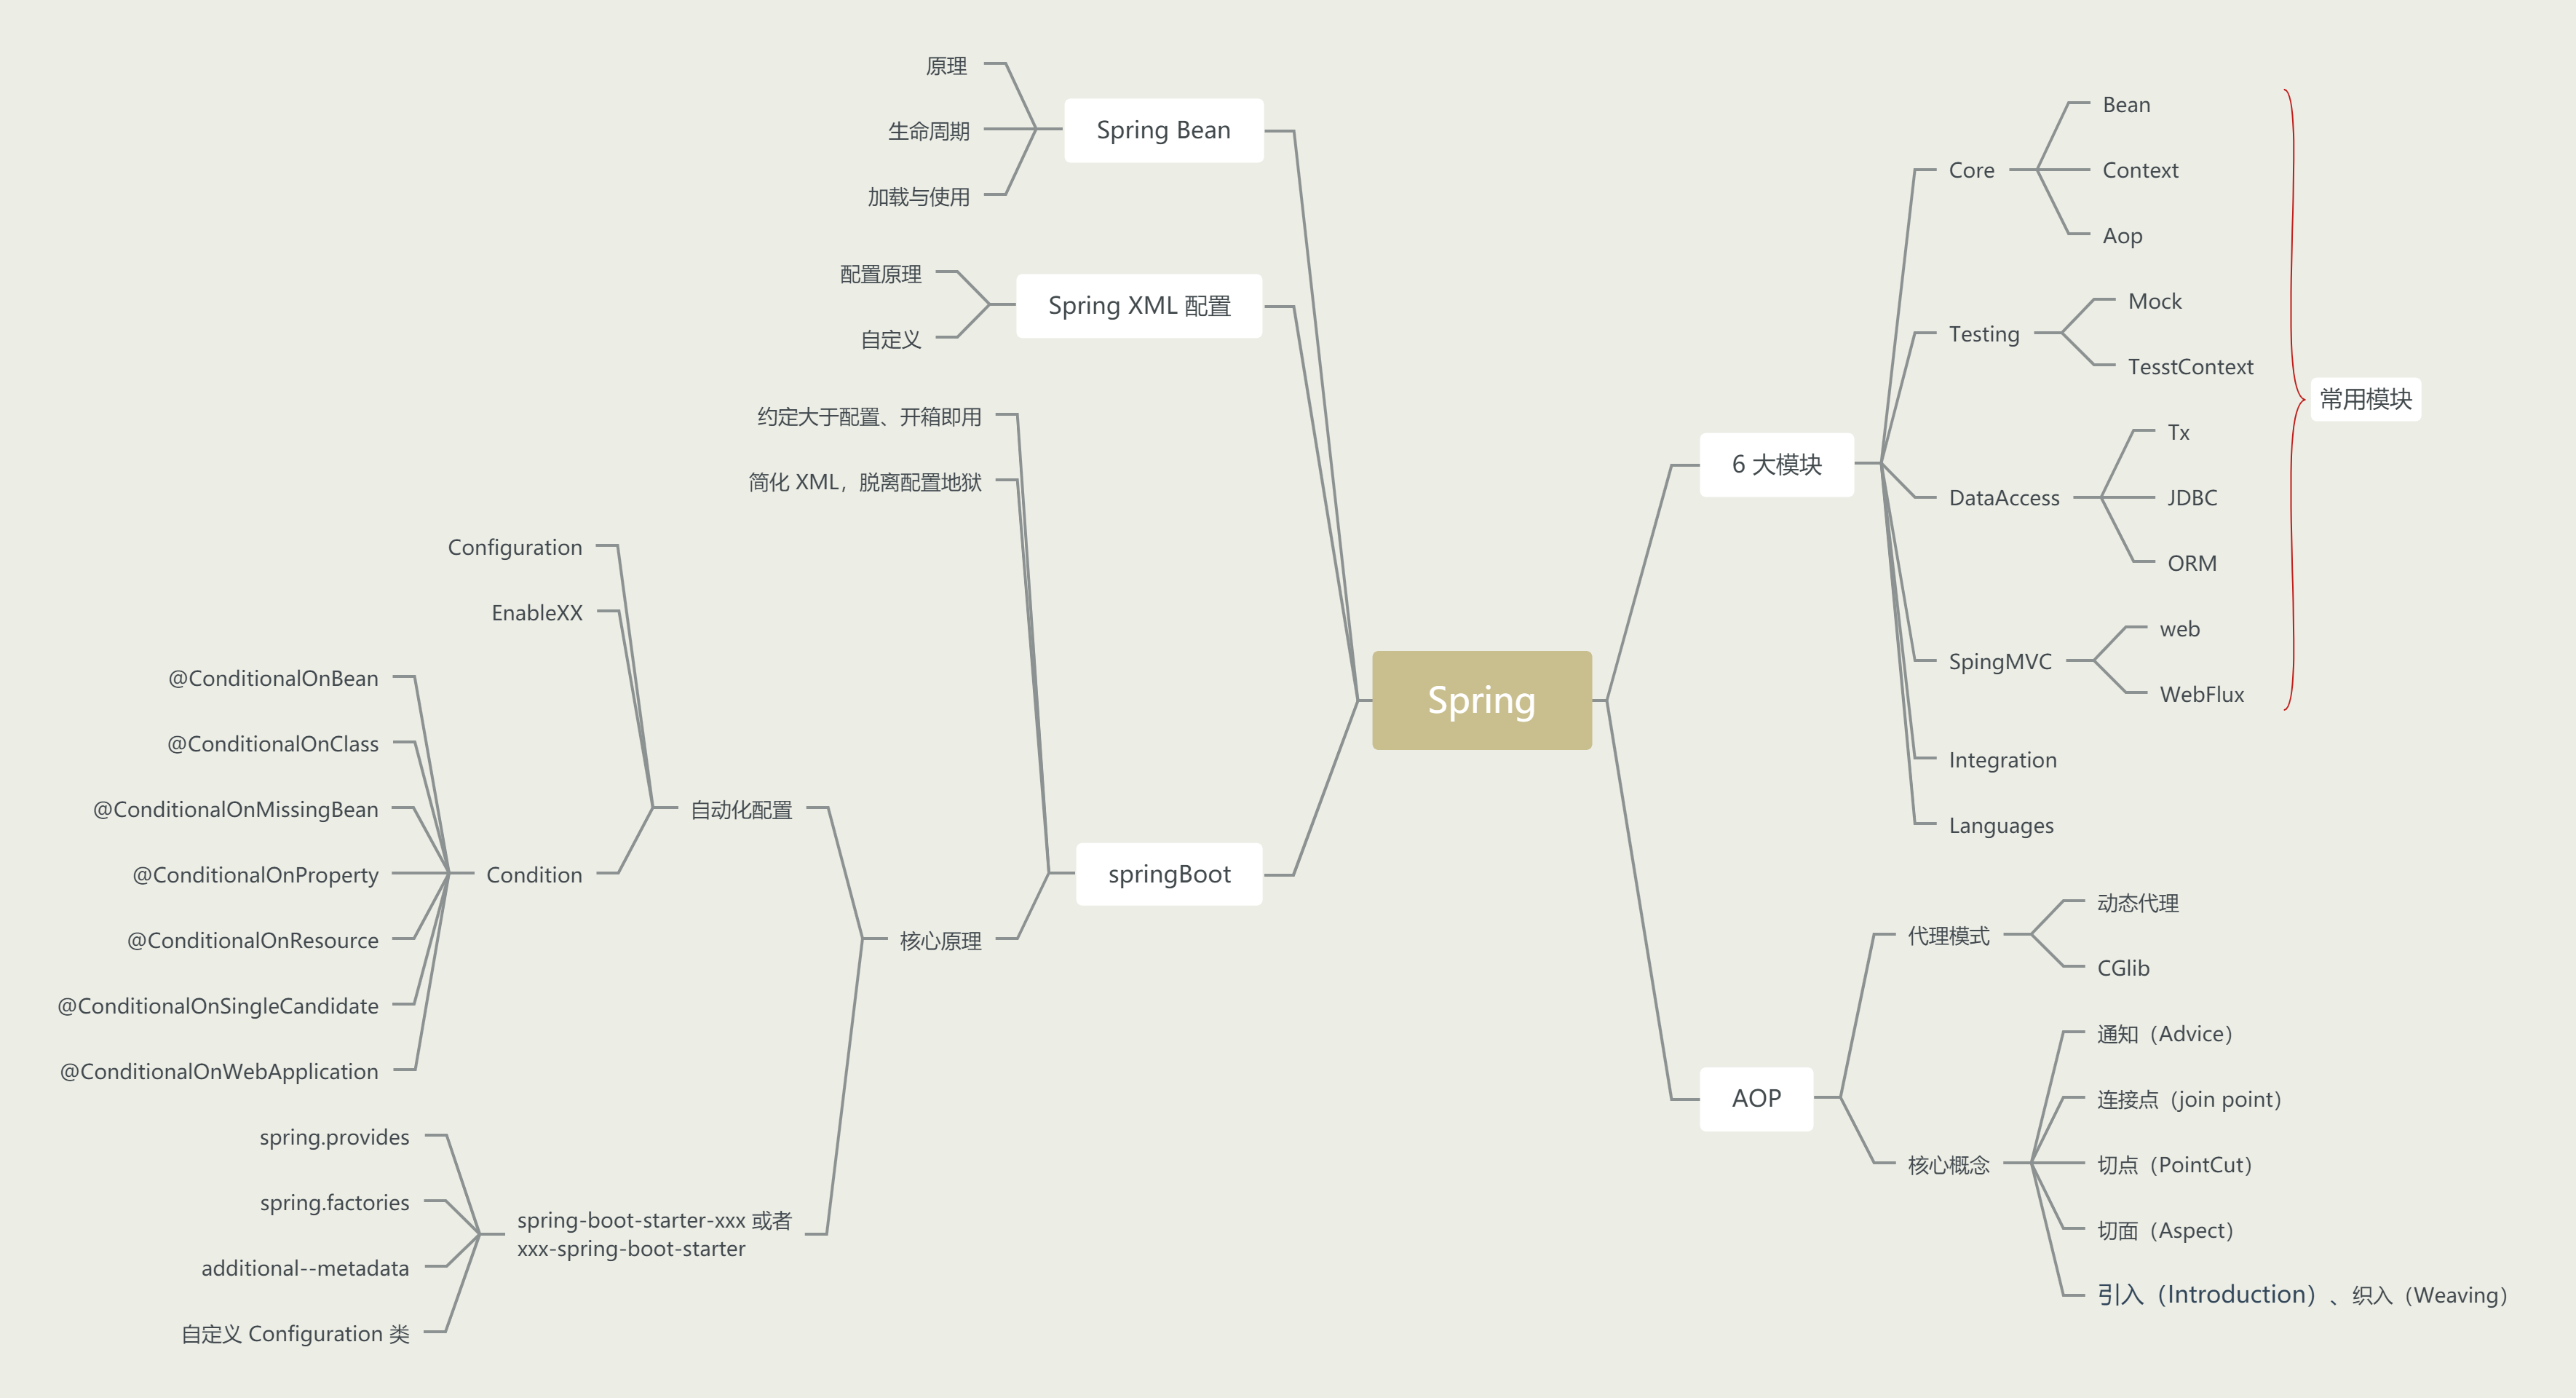 Spring
Spring Bean
原理
生命周期
加载与使用
Spring XML 配置
配置原理
自定义
springBoot
约定大于配置、开箱即用
简化 XML，脱离配置地狱
核心原理
自动化配置
Configuration
EnableXX
Condition
@ConditionalOnBean
@ConditionalOnClass
@ConditionalOnMissingBean
@ConditionalOnProperty
@ConditionalOnResource
@ConditionalOnSingleCandidate
@ConditionalOnWebApplication
spring-boot-starter-xxx 或者
xxx-spring-boot-starter
spring.provides
spring.factories
additional--metadata
自定义 Configuration 类
6 大模块
Core
Bean
Context
Aop
Testing
Mock
TesstContext
DataAccess
Tx
JDBC
ORM
SpingMVC
web
WebFlux
Integration
Languages
常用模块
AOP
代理模式
动态代理
CGlib
核心概念
通知（Advice）
连接点（join point）
切点（PointCut）
切面（Aspect）
引入（Introduction）、织入（Weaving）